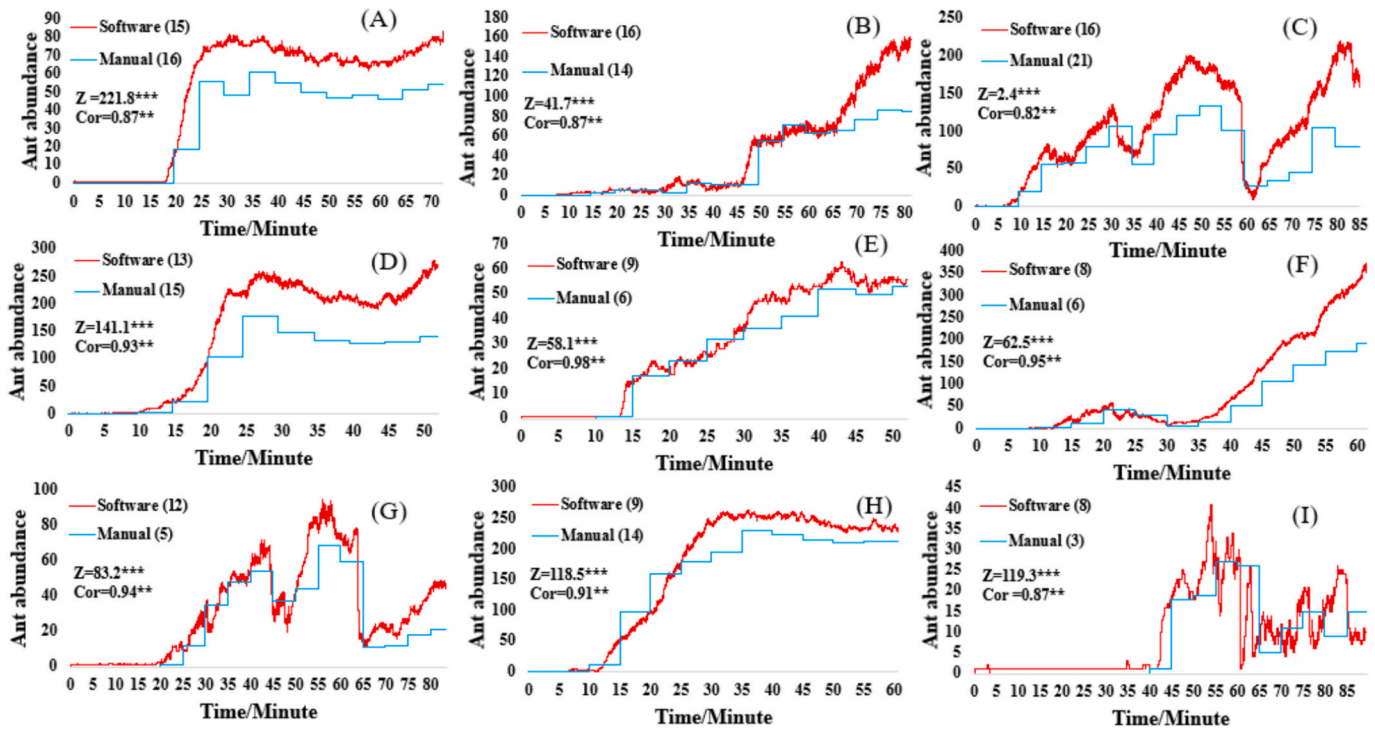 (A)
Software (15)
Manual (16)
Z =221.8***
Cor=0.87**
Ant abundance
90
80
70
60
50
40
30
20
10
0
0 5 10 15 20 25 30 35 40 45 50 55 60 65 70
Time/Minute
(B)
Software (16)
Manual (14)
Z=41.7***
Cor=0.87**
Ant abundance
180
160
140
120
100
80
60
40
20
0
0 5 10 15 20 25 30 35 40 45 50 55 60 65 70 75 80
Time/Minute
(C)
Software (16)
Manual (21)
Z=2.4***
Cor=0.82**
Ant abundance
250
200
150
100
50
0
0 5 10 15 20 25 30 35 40 45 50 55 60 65 70 75 80 85
Time/Minute
(D)
Software (13)
Manual (15)
Z=141.1***
Cor=0.93**
Ant abundance
300
250
200
150
100
50
0
0 5 10 15 20 25 30 35 40 45 50
Time/Minute
(E)
Software (9)
Manual (6)
Z=58.1***
Cor=0.98**
Ant abundance
70
60
50
40
30
20
10
0
0 5 10 15 20 25 30 35 40 45 50
Time/Minute
(F)
Software (8)
Manual (6)
Z=62.5***
Cor=0.95**
Ant abundance
400
350
300
250
200
150
100
50
0
0 5 10 15 20 25 30 35 40 45 50 55 60
Time/Minute
(G)
Software (12)
Manual (5)
Z=83.2***
Cor=0.94**
Ant abundance
100
80
60
40
20
0
0 5 10 15 20 25 30 35 40 45 50 55 60 65 70 75 80
Time/Minute
(H)
Software (9)
Manual (14)
Z=118.5***
Cor=0.91**
Ant abundance
300
250
200
150
100
50
0
0 5 10 15 20 25 30 35 40 45 50 55 60
Time/Minute
(I)
Software (8)
Manual (3)
Z=119.3***
Cor =0.87**
Ant abundance
45
40
35
30
25
20
15
10
5
0
0 5 10 15 20 25 30 35 40 45 50 55 60 65 70 75 80 85
Time/Minute